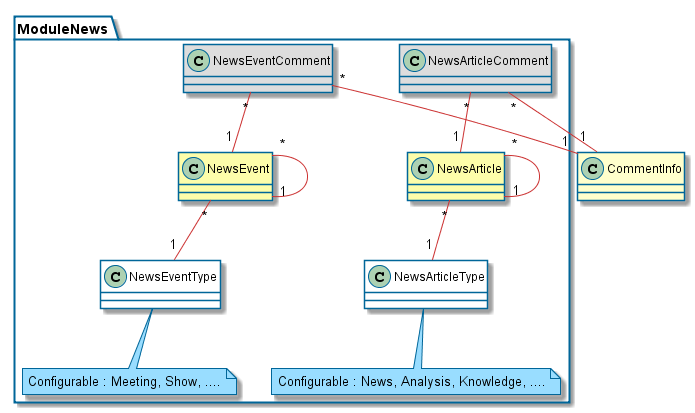 ModuleNews
C NewsEventComment
C NewsArticleComment
*
* * *
1 * 1 * 1 1
C NewsEvent
C NewsArticle
C CommentInfo
1 1
* *
1 1
C NewsEventType
C NewsArticleType
Configurable : Meeting, Show, ....
Configurable : News, Analysis, Knowledge, ....